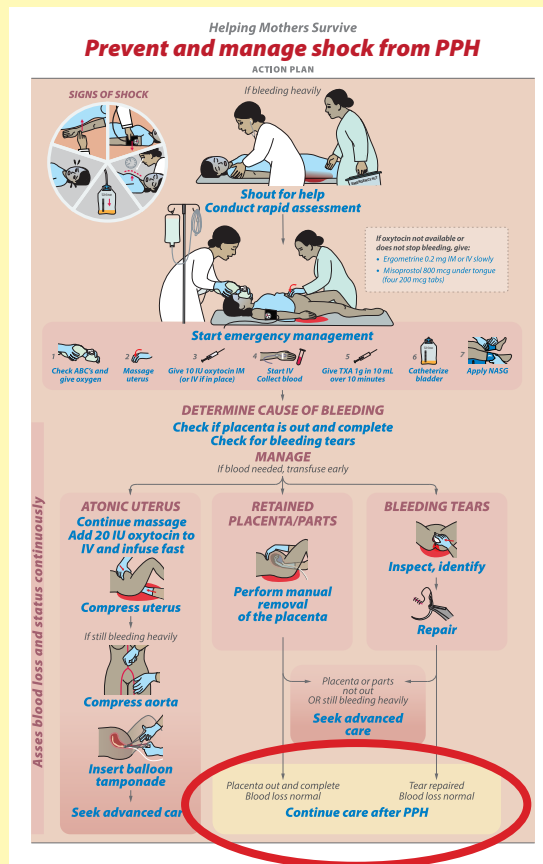 Helping Mothers Survive
Prevent and manage shock from PPH
ACTION PLAN
SIGNS OF SHOCK
If bleeding heavily
Shout for help
Conduct rapid assessment
If oxytocin not available or
does not stop bleeding, give:
• Ergometrine 0.2 mg IM or IV slowly
• Misoprostol 800 mcg under tongue
(four 200 mcg tabs)
Start emergency management
1
Check ABC's and
give oxygen
2
Massage
uterus
3
Give 10 IU oxytocin IM
(or IV if in place)
4
Start IV
Collect blood
5
Give TXA 1g in 10 mL
over 10 minutes
6
Catheterize
bladder
7
Apply NASG
DETERMINE CAUSE OF BLEEDING
Check if placenta is out and complete
Check for bleeding tears
MANAGE
If blood needed, transfuse early
Asses blood loss and status continuously
ATONIC UTERUS
Continue massage
Add 20 IU oxytocin to
IV and infuse fast
Compress uterus
If still bleeding heavily
Compress aorta
Insert balloon
tamponade
Seek advanced car
RETAINED
PLACENTA/PARTS
Perform manual
removal
of the placenta
BLEEDING TEARS
Inspect, identify
Repair
Placenta or parts
not out
OR still bleeding heavily
Seek advanced
care
Placenta out and complete
Blood loss normal
Tear repaired
Blood loss normal
Continue care after PPH